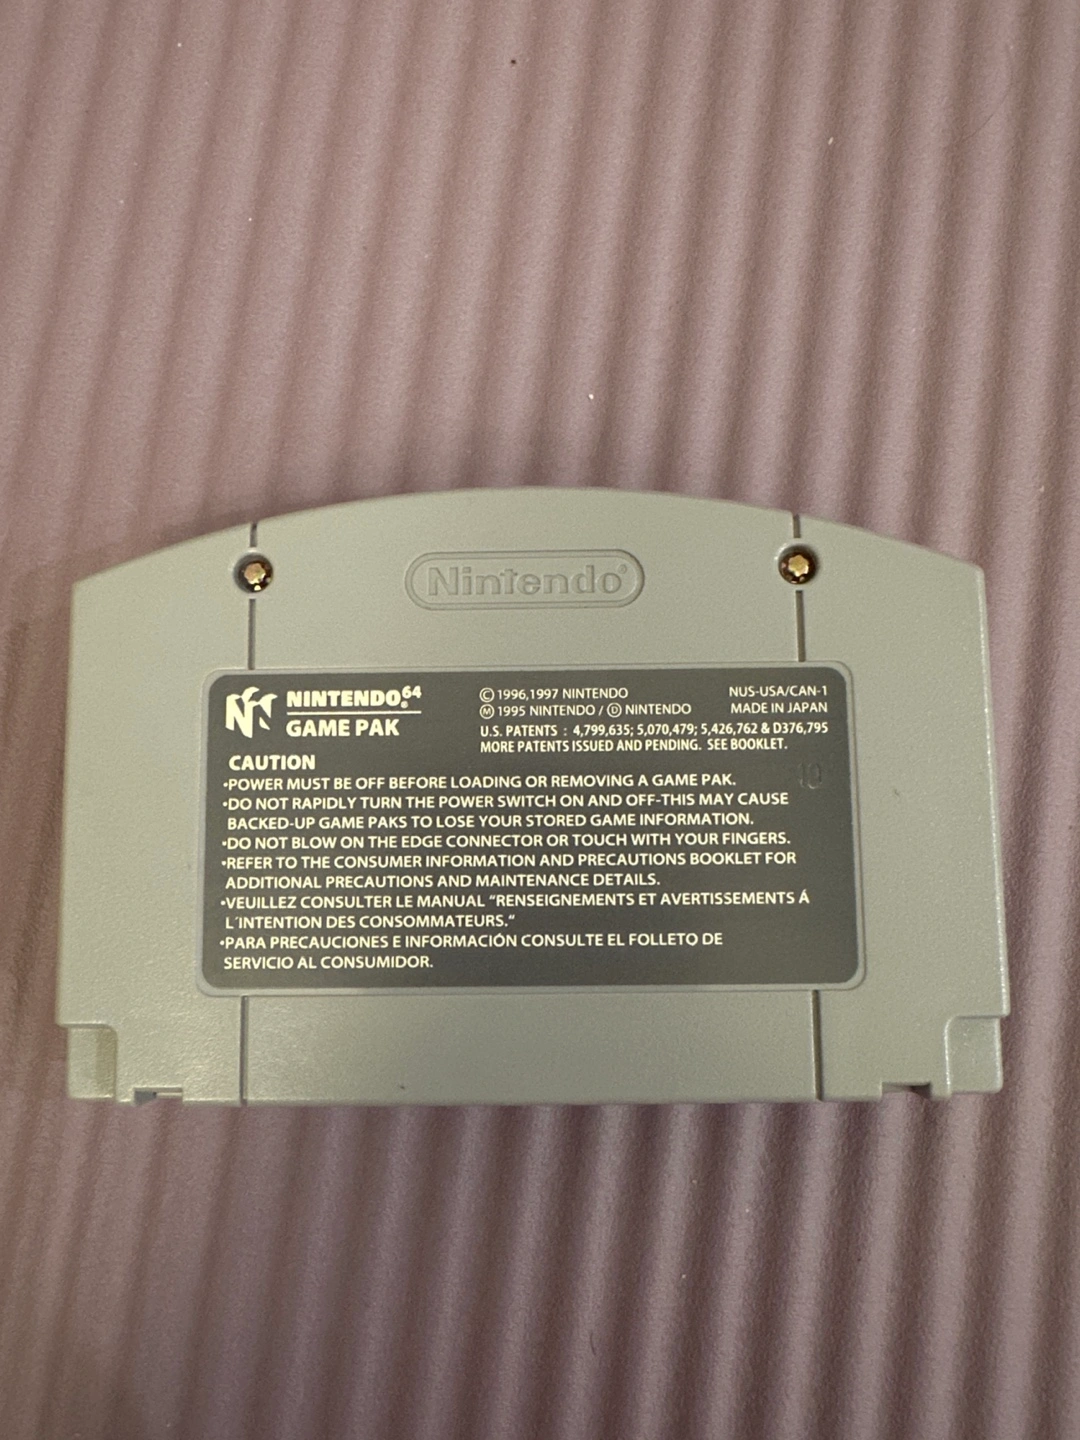 Nintendo®
NINTENDO⁶⁴
GAME PAK
© 1996,1997 NINTENDO
Ⓜ 1995 NINTENDO / Ⓓ NINTENDO
NUS-USA/CAN-1
MADE IN JAPAN
U.S. PATENTS : 4,799,635; 5,070,479; 5,426,762 & D376,795
MORE PATENTS ISSUED AND PENDING. SEE BOOKLET.
10
CAUTION
•POWER MUST BE OFF BEFORE LOADING OR REMOVING A GAME PAK.
•DO NOT RAPIDLY TURN THE POWER SWITCH ON AND OFF-THIS MAY CAUSE
BACKED-UP GAME PAKS TO LOSE YOUR STORED GAME INFORMATION.
•DO NOT BLOW ON THE EDGE CONNECTOR OR TOUCH WITH YOUR FINGERS.
•REFER TO THE CONSUMER INFORMATION AND PRECAUTIONS BOOKLET FOR
ADDITIONAL PRECAUTIONS AND MAINTENANCE DETAILS.
•VEUILLEZ CONSULTER LE MANUAL "RENSEIGNEMENTS ET AVERTISSEMENTS Á
L'INTENTION DES CONSOMMATEURS."
•PARA PRECAUCIONES E INFORMACIÓN CONSULTE EL FOLLETO DE
SERVICIO AL CONSUMIDOR.